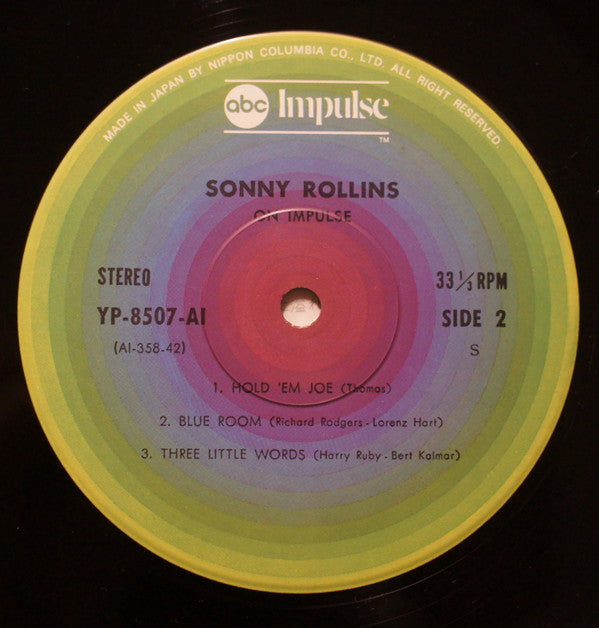 MADE IN JAPAN BY NIPPON COLUMBIA CO., LTD. ALL RIGHT RESERVED.
abc Impulse
TM
SONNY ROLLINS
ON IMPULSE
STEREO 33 1/3 RPM
YP-8507-AI SIDE 2
(AI-358-42) S
1. HOLD 'EM JOE (Thomas)
2. BLUE ROOM (Richard Rodgers - Lorenz Hart)
3. THREE LITTLE WORDS (Harry Ruby - Bert Kalmar)